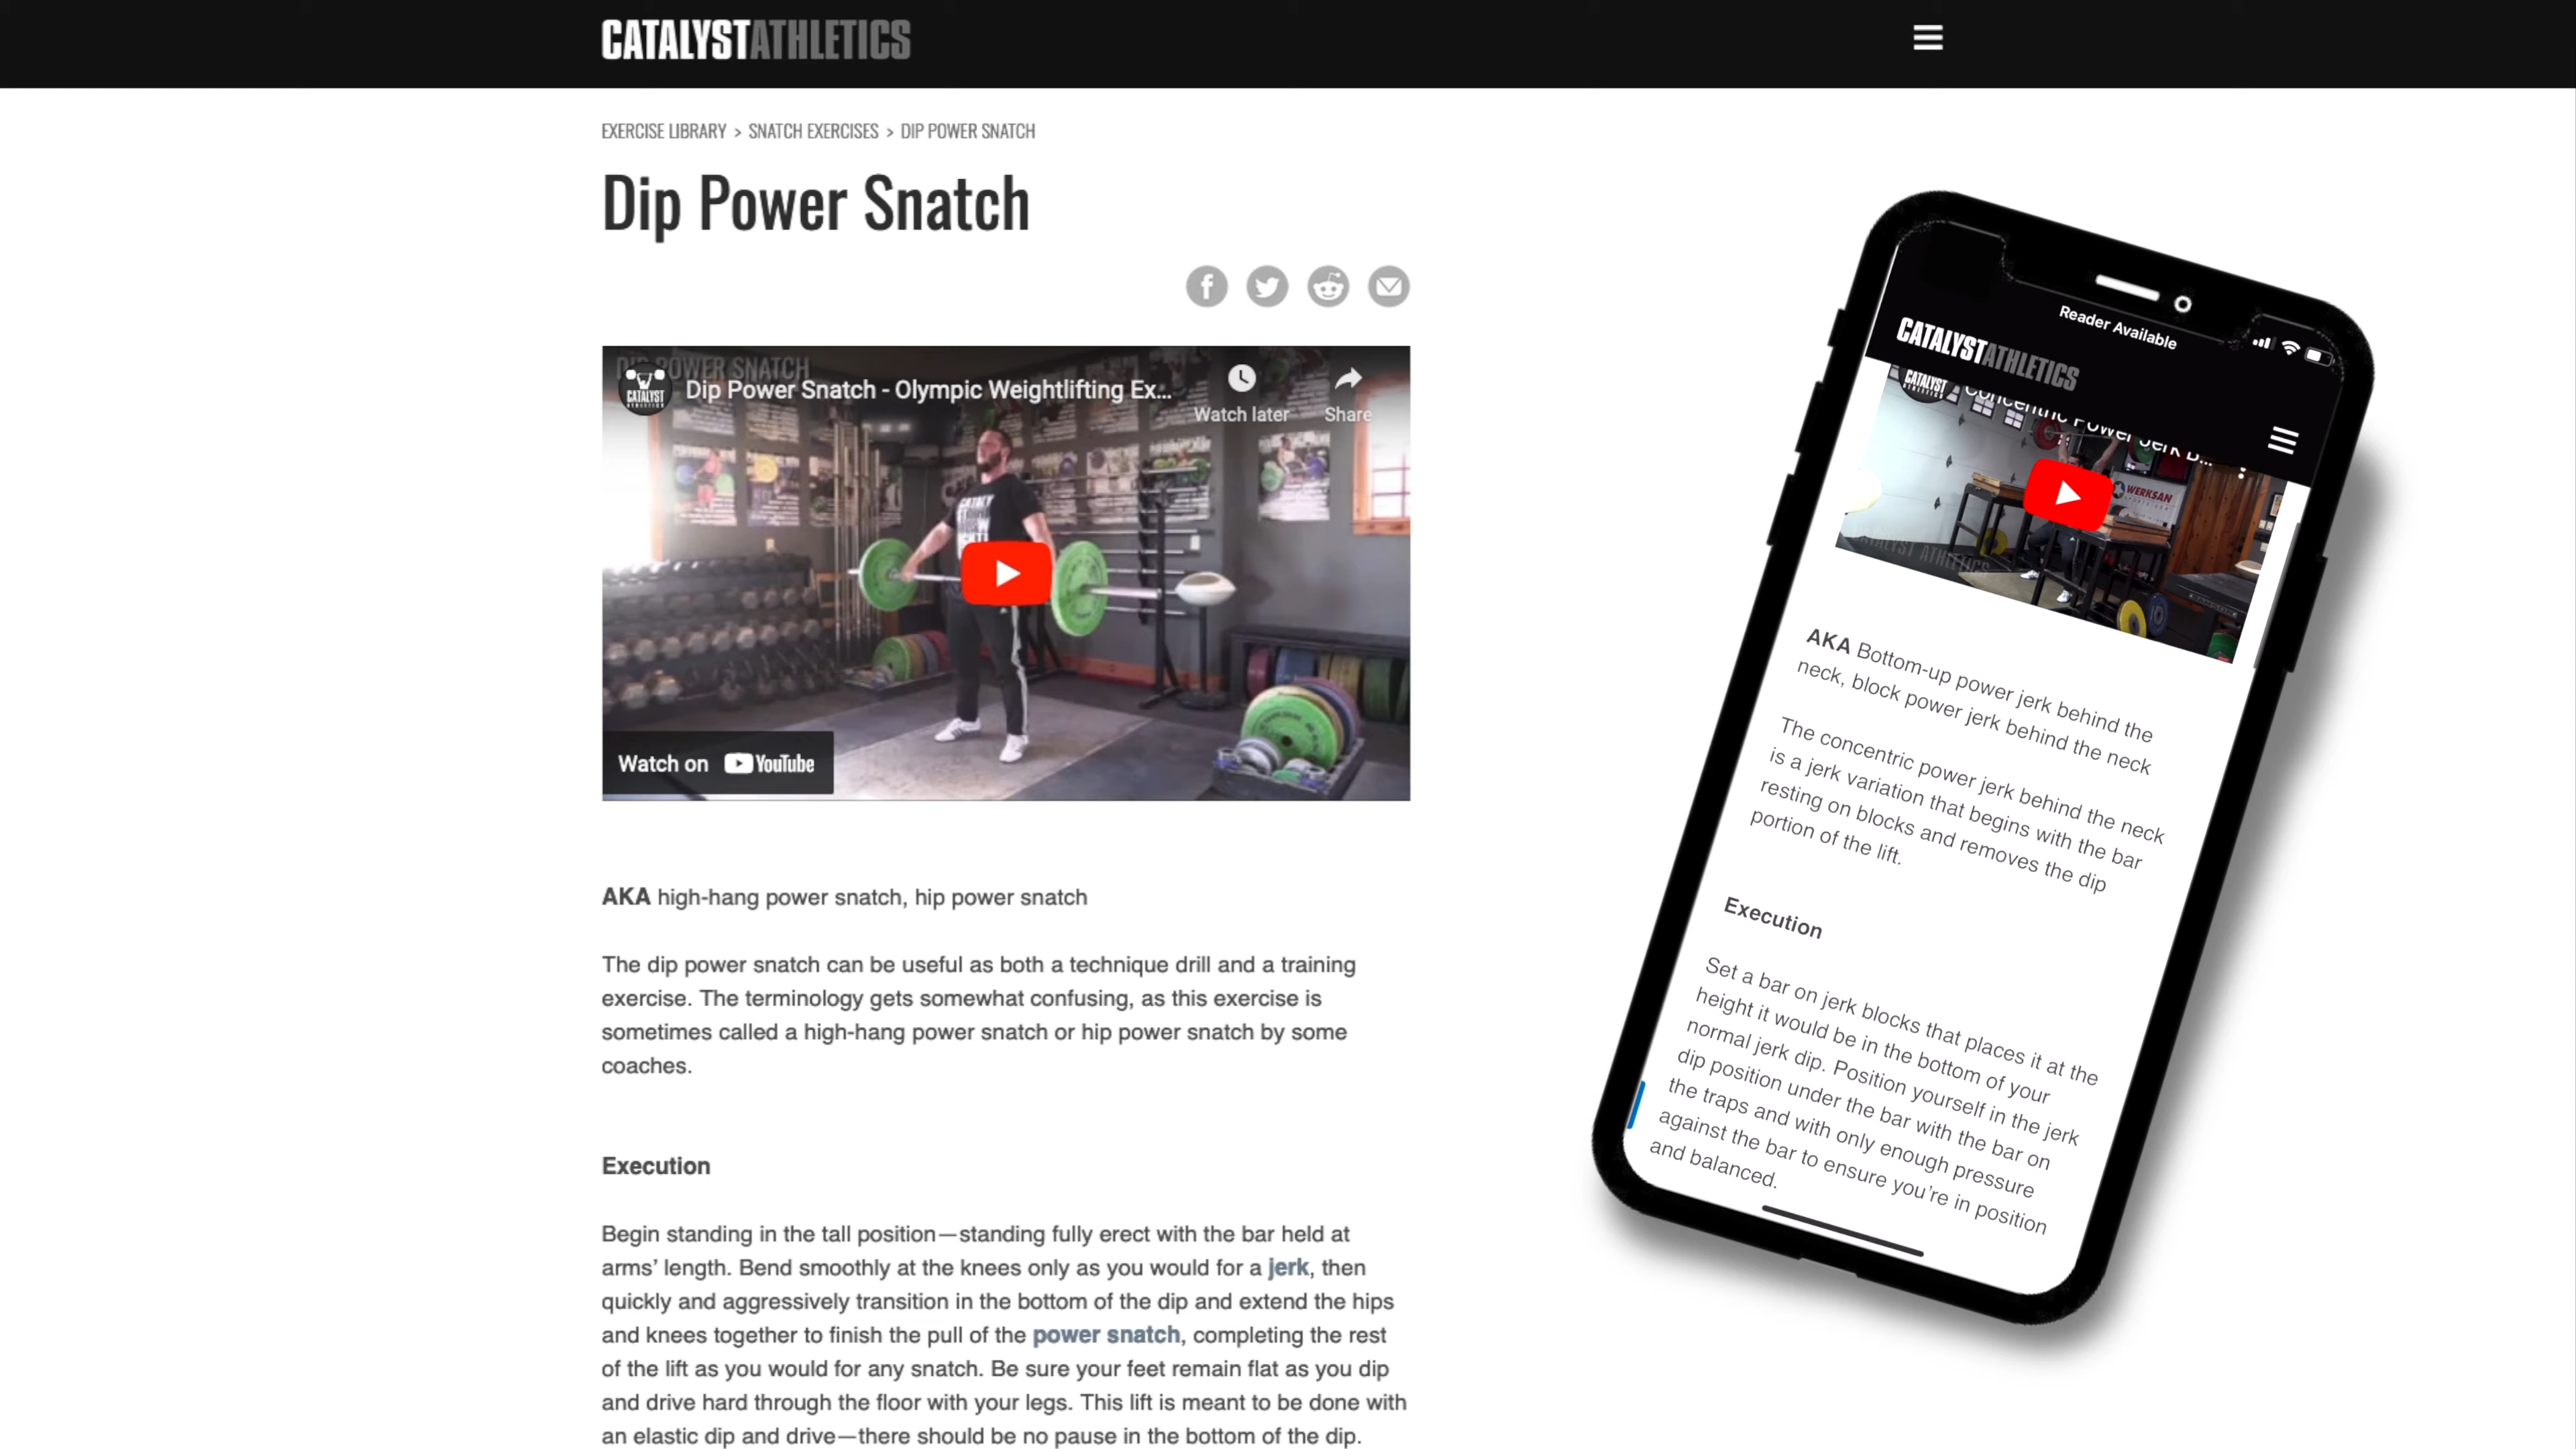 CATALYSTATHLETICS
EXERCISE LIBRARY > SNATCH EXERCISES > DIP POWER SNATCH
Dip Power Snatch
DIP POWER SNATCH
CATALYST
ATHLETICS
Dip Power Snatch - Olympic Weightlifting Ex...
Watch later
Share
Watch on YouTube
AKA high-hang power snatch, hip power snatch
The dip power snatch can be useful as both a technique drill and a training
exercise. The terminology gets somewhat confusing, as this exercise is
sometimes called a high-hang power snatch or hip power snatch by some
coaches.
Execution
Begin standing in the tall position—standing fully erect with the bar held at
arms’ length. Bend smoothly at the knees only as you would for a jerk, then
quickly and aggressively transition in the bottom of the dip and extend the hips
and knees together to finish the pull of the power snatch, completing the rest
of the lift as you would for any snatch. Be sure your feet remain flat as you dip
and drive hard through the floor with your legs. This lift is meant to be done with
an elastic dip and drive—there should be no pause in the bottom of the dip.
Reader Available
CATALYSTATHLETICS
CATALYST
Concentric Power Jerk B...
WERKSAN
CATALYST ATHLETICS
AKA Bottom-up power jerk behind the
neck, block power jerk behind the neck
The concentric power jerk behind the neck
is a jerk variation that begins with the bar
resting on blocks and removes the dip
portion of the lift.
Execution
Set a bar on jerk blocks that places it at the
height it would be in the bottom of your
normal jerk dip. Position yourself in the jerk
dip position under the bar with the bar on
the traps and with only enough pressure
against the bar to ensure you’re in position
and balanced.